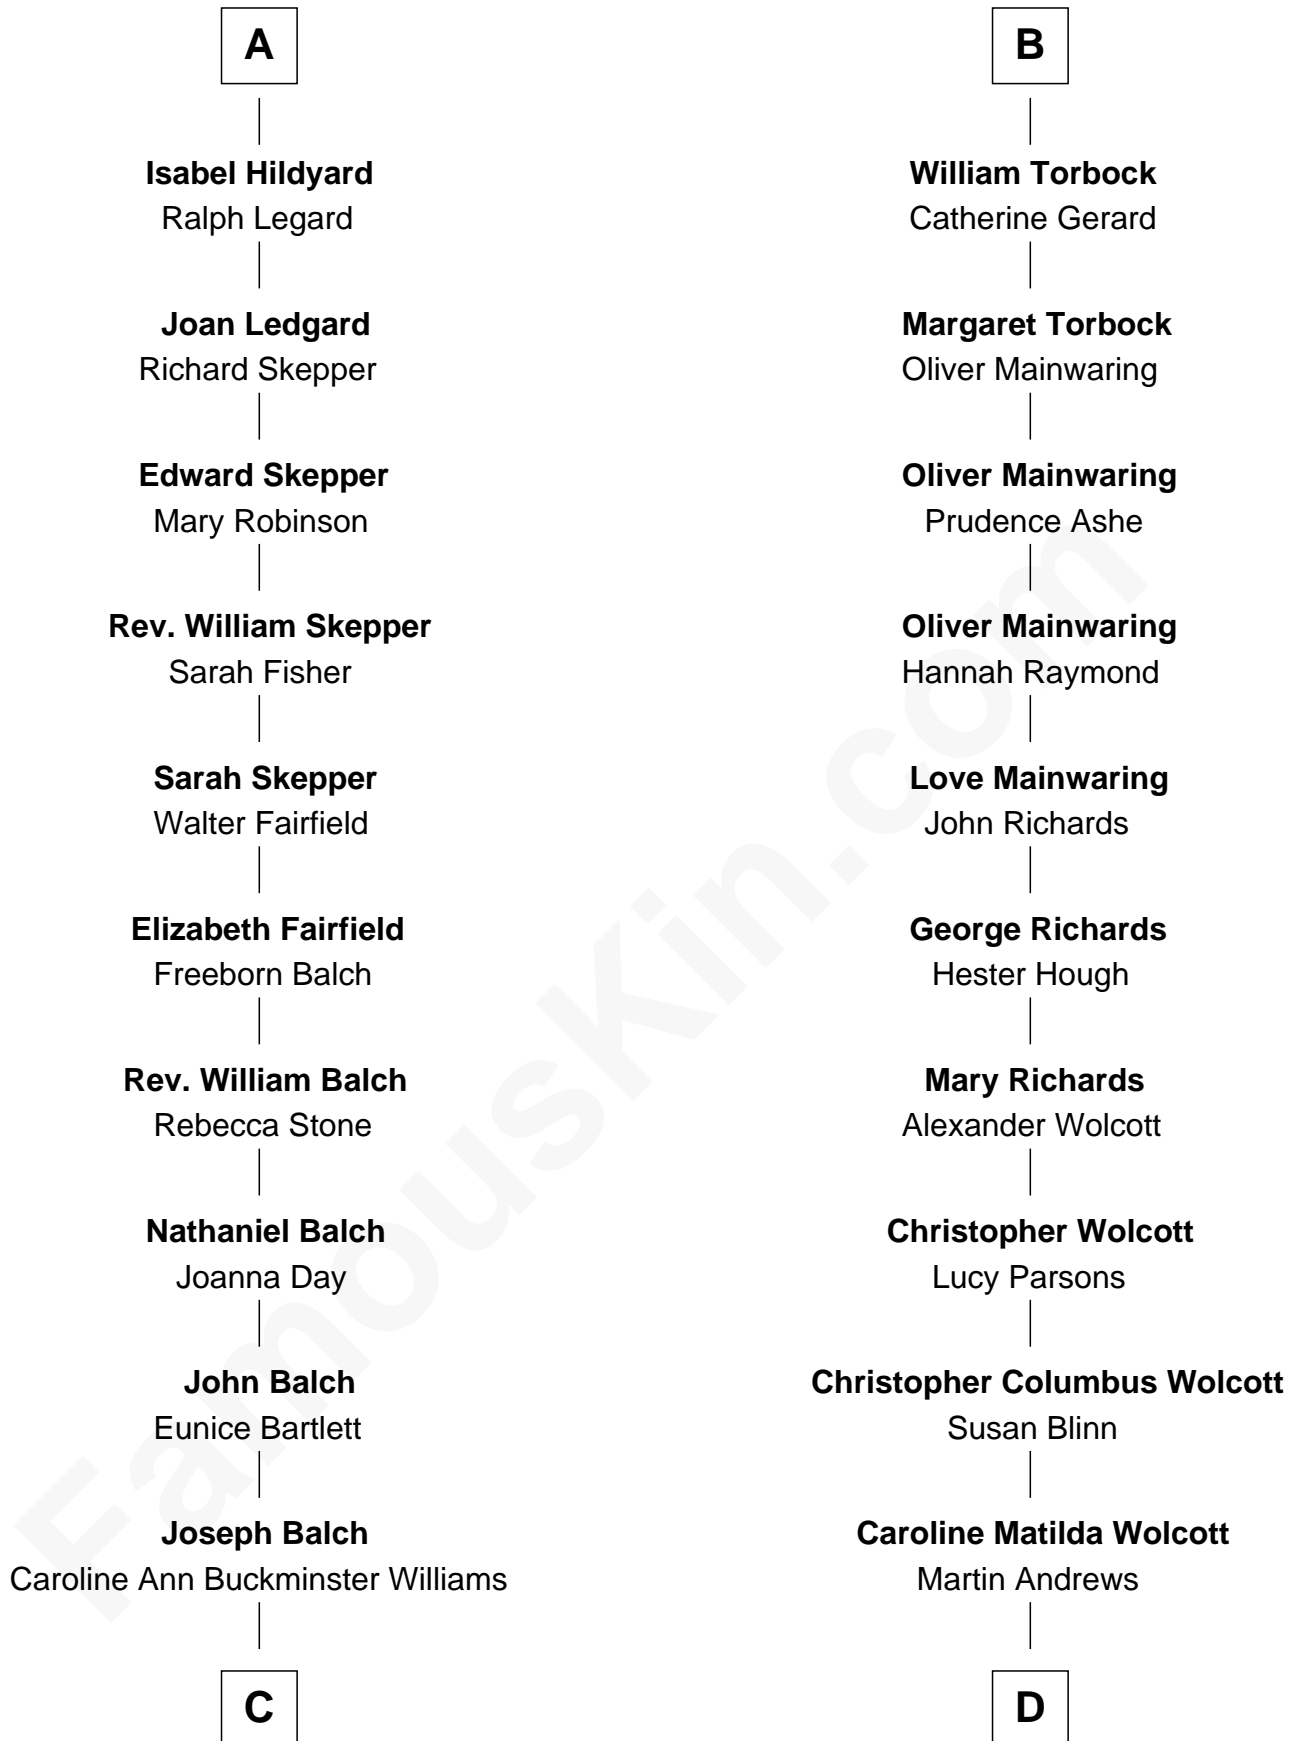 A
Isabel Hildyard
Ralph Legard
Joan Ledgard
Richard Skepper
Edward Skepper
Mary Robinson
Rev. William Skepper
Sarah Fisher
Sarah Skepper
Walter Fairfield
Elizabeth Fairfield
Freeborn Balch
Rev. William Balch
Rebecca Stone
Nathaniel Balch
Joanna Day
John Balch
Eunice Bartlett
Joseph Balch
Caroline Ann Buckminster Williams
C
B
William Torbock
Catherine Gerard
Margaret Torbock
Oliver Mainwaring
Oliver Mainwaring
Prudence Ashe
Oliver Mainwaring
Hannah Raymond
Love Mainwaring
John Richards
George Richards
Hester Hough
Mary Richards
Alexander Wolcott
Christopher Wolcott
Lucy Parsons
Christopher Columbus Wolcott
Susan Blinn
Caroline Matilda Wolcott
Martin Andrews
D
FamousKin.com